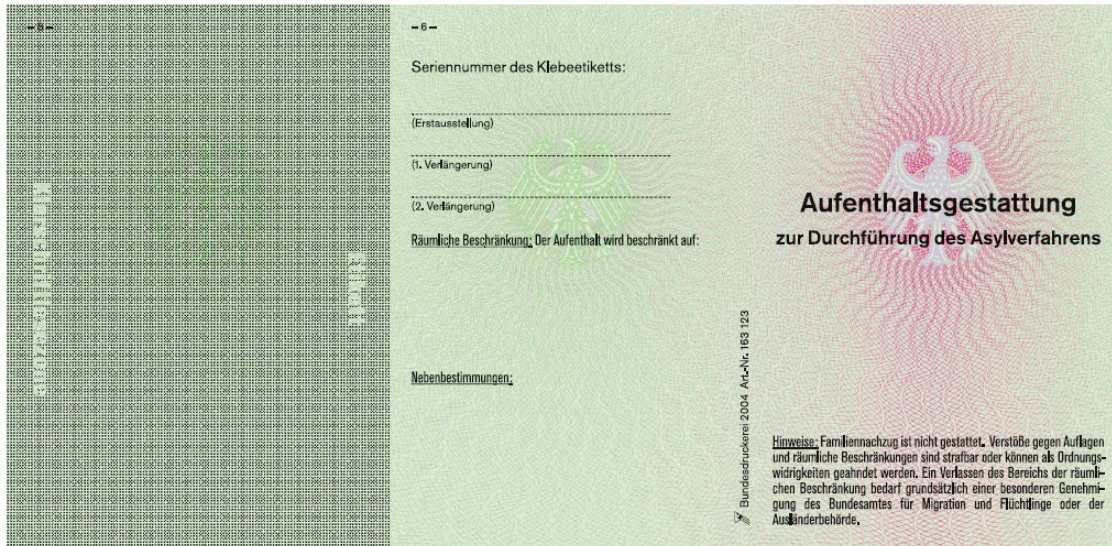 – 5 –
– 6 –
Seriennummer des Klebeetiketts:
(Erstausstellung)
(1. Verlängerung)
(2. Verlängerung)
Räumliche Beschränkung: Der Aufenthalt wird beschränkt auf:
Nebenbestimmungen:
Bundesdruckerei 2004 Art.-Nr. 163 123
Aufenthaltsgestattung
zur Durchführung des Asylverfahrens
Hinweise: Familiennachzug ist nicht gestattet. Verstöße gegen Auflagen
und räumliche Beschränkungen sind strafbar oder können als Ordnungs-
widrigkeiten geahndet werden. Ein Verlassen des Bereichs der räumli-
chen Beschränkung bedarf grundsätzlich einer besonderen Genehmi-
gung des Bundesamtes für Migration und Flüchtlinge oder der
Ausländerbehörde.